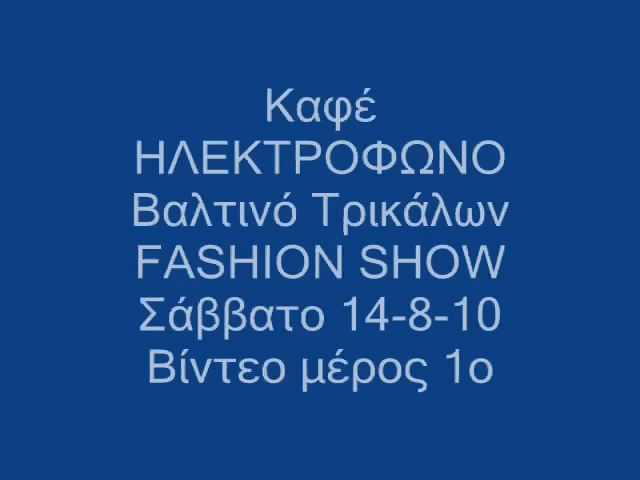 Καφέ
ΗΛΕΚΤΡΟΦΩΝΟ
Βαλτινό Τρικάλων
FASHION SHOW
Σάββατο 14-8-10
Βίντεο μέρος 1ο